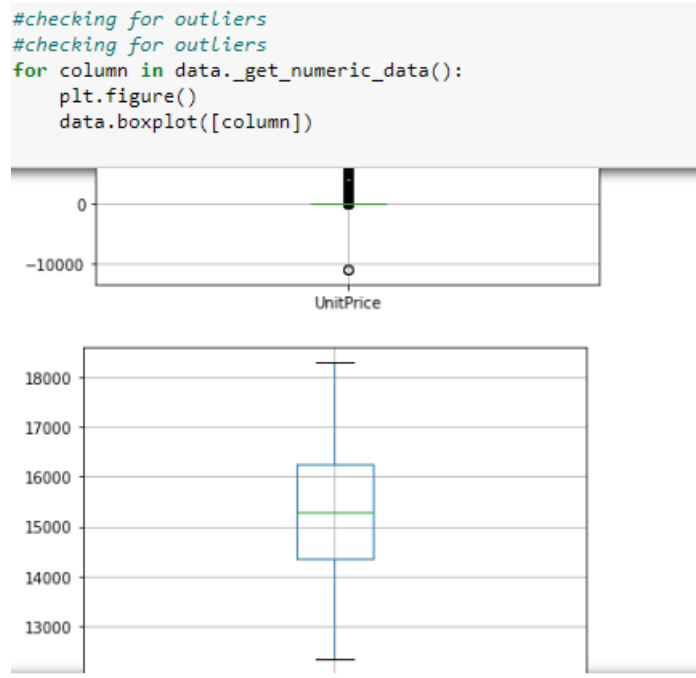 #checking for outliers
#checking for outliers
for column in data._get_numeric_data():
    plt.figure()
    data.boxplot([column])
0
−10000
UnitPrice
18000
17000
16000
15000
14000
13000